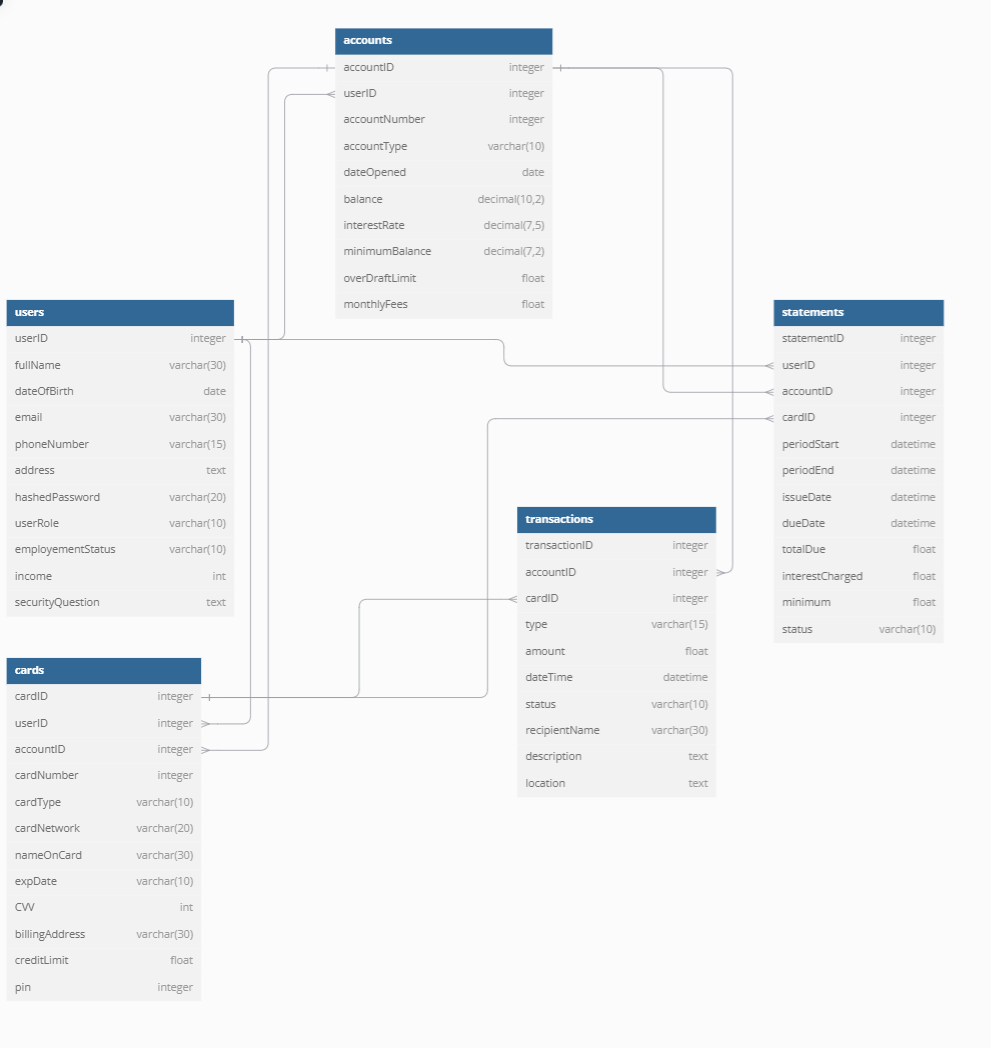 accounts
accountID integer
userID integer
accountNumber integer
accountType varchar(10)
dateOpened date
balance decimal(10,2)
interestRate decimal(7,5)
minimumBalance decimal(7,2)
overDraftLimit float
monthlyFees float
users
userID integer
fullName varchar(30)
dateOfBirth date
email varchar(30)
phoneNumber varchar(15)
address text
hashedPassword varchar(20)
userRole varchar(10)
employementStatus varchar(10)
income int
securityQuestion text
statements
statementID integer
userID integer
accountID integer
cardID integer
periodStart datetime
periodEnd datetime
issueDate datetime
dueDate datetime
totalDue float
interestCharged float
minimum float
status varchar(10)
transactions
transactionID integer
accountID integer
cardID integer
type varchar(15)
amount float
dateTime datetime
status varchar(10)
recipientName varchar(30)
description text
location text
cards
cardID integer
userID integer
accountID integer
cardNumber integer
cardType varchar(10)
cardNetwork varchar(20)
nameOnCard varchar(30)
expDate varchar(10)
CVV int
billingAddress varchar(30)
creditLimit float
pin integer